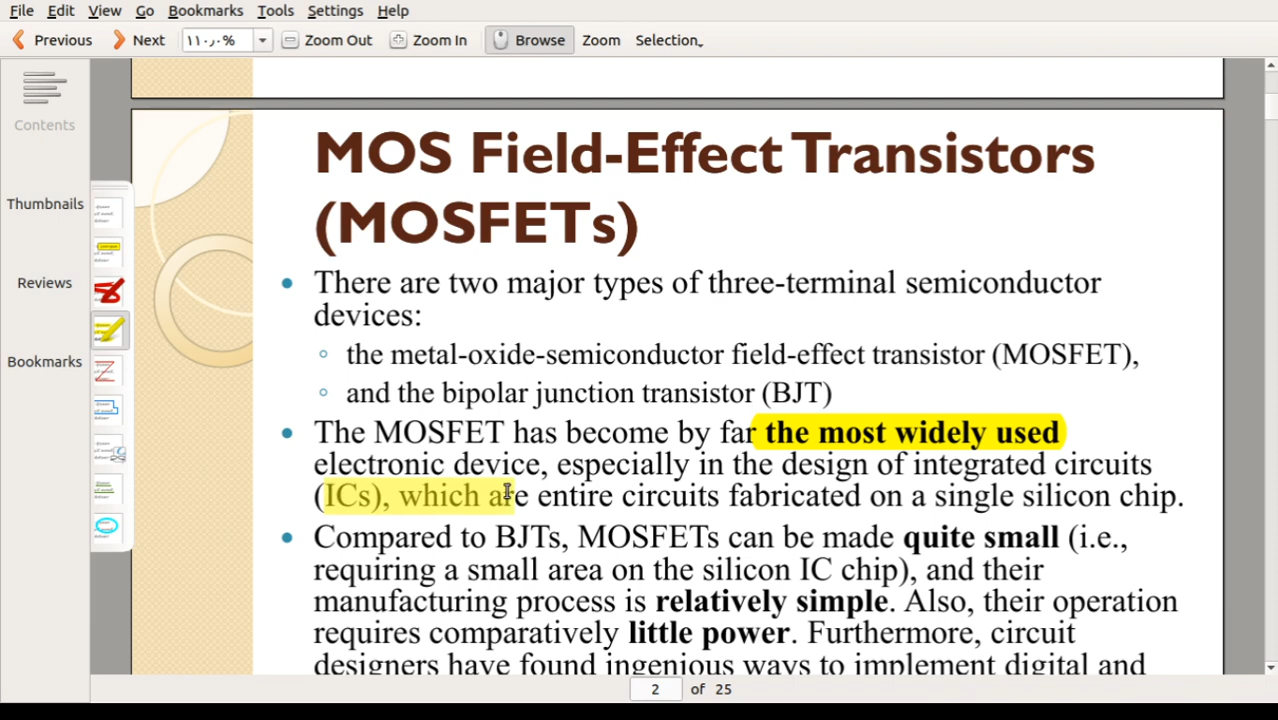 File Edit View Go Bookmarks Tools Settings Help
Previous Next ١١٠٫٠% Zoom Out Zoom In Browse Zoom Selection
Contents
Thumbnails
Reviews
Bookmarks
MOS Field-Effect Transistors
(MOSFETs)
• There are two major types of three-terminal semiconductor
devices:
◦ the metal-oxide-semiconductor field-effect transistor (MOSFET),
◦ and the bipolar junction transistor (BJT)
• The MOSFET has become by far the most widely used
electronic device, especially in the design of integrated circuits
(ICs), which are entire circuits fabricated on a single silicon chip.
• Compared to BJTs, MOSFETs can be made quite small (i.e.,
requiring a small area on the silicon IC chip), and their
manufacturing process is relatively simple. Also, their operation
requires comparatively little power. Furthermore, circuit
designers have found ingenious ways to implement digital and
2 of 25